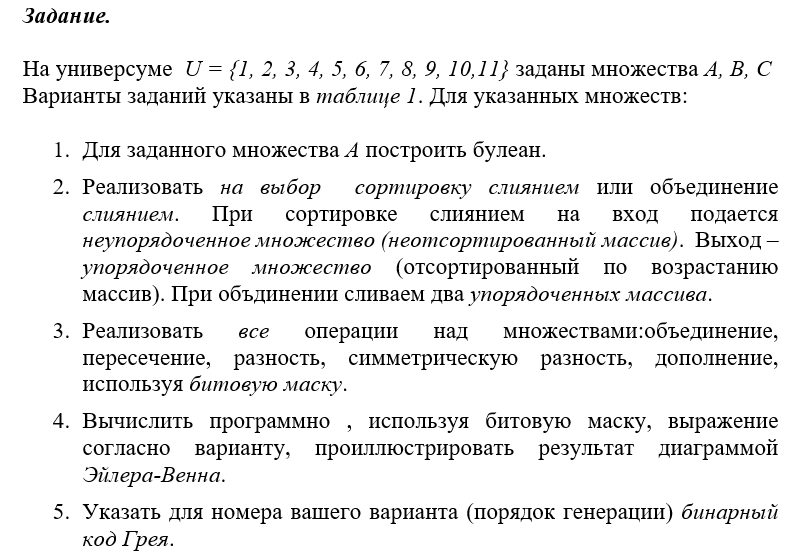 Задание.
На универсуме U = {1, 2, 3, 4, 5, 6, 7, 8, 9, 10,11} заданы множества A, B, C
Варианты заданий указаны в таблице 1. Для указанных множеств:
1. Для заданного множества A построить булеан.
2. Реализовать на выбор сортировку слиянием или объединение
слиянием. При сортировке слиянием на вход подается
неупорядоченное множество (неотсортированный массив). Выход –
упорядоченное множество (отсортированный по возрастанию
массив). При объдинении сливаем два упорядоченных массива.
3. Реализовать все операции над множествами:объединение,
пересечение, разность, симметрическую разность, дополнение,
используя битовую маску.
4. Вычислить программно , используя битовую маску, выражение
согласно варианту, проиллюстрировать результат диаграммой
Эйлера-Венна.
5. Указать для номера вашего варианта (порядок генерации) бинарный
код Грея.